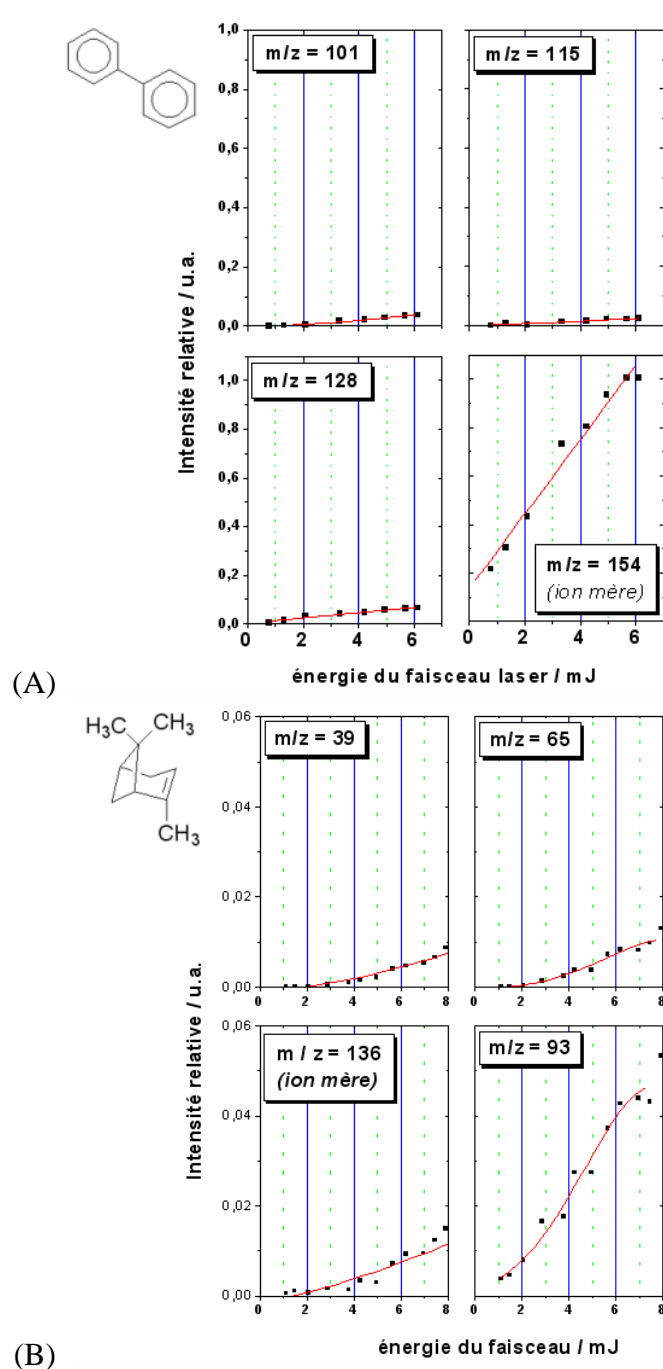 1,0
m/z = 101
m/z = 115
0,8
0,6
0,4
0,2
0,0
Intensité relative / u.a.
1,0
m/z = 128
0,8
0,6
0,4
0,2
m/z = 154
(ion mère)
0,0
0 2 4 6 0 2 4 6
énergie du faisceau laser / mJ
(A)
H₃C CH₃
CH₃
0,06
m/z = 39
m/z = 65
0,04
0,02
0,00
0 2 4 6 8 0 2 4 6 8
Intensité relative / u.a.
0,06
m / z = 136
(ion mère)
m/z = 93
0,04
0,02
0,00
0 2 4 6 8 0 2 4 6 8
énergie du faisceau / mJ
(B)